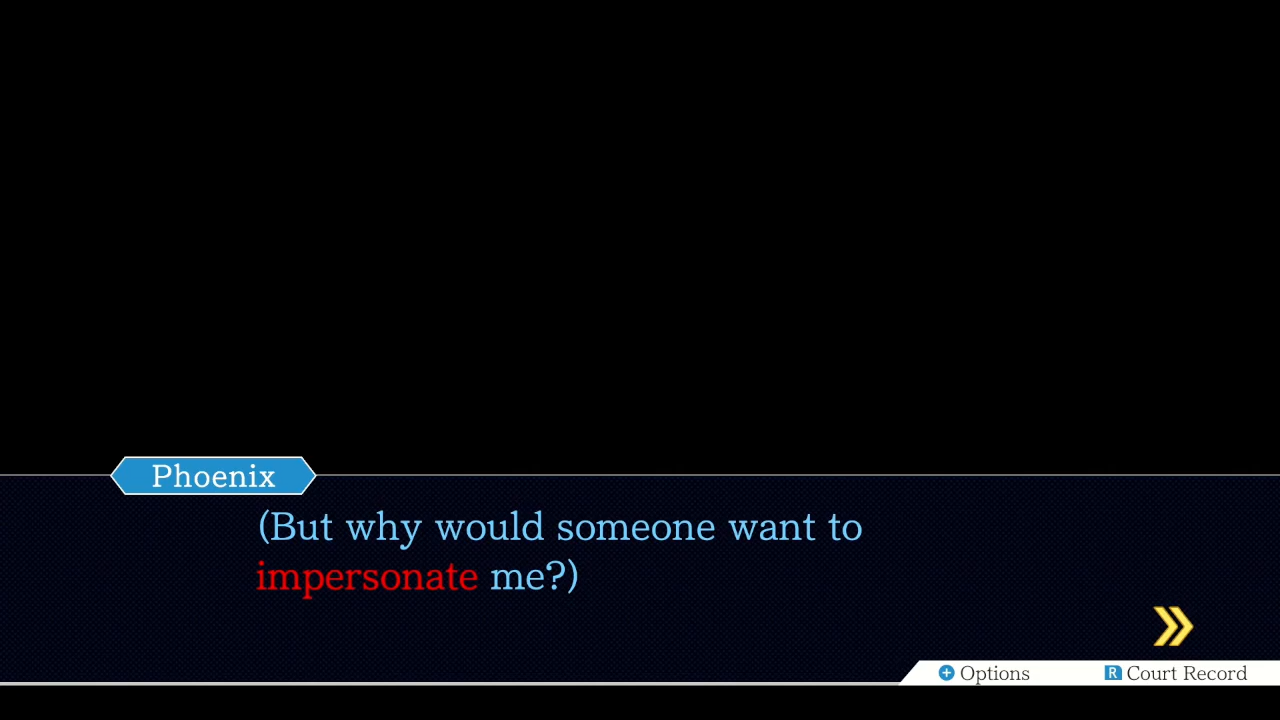 Phoenix
(But why would someone want to
impersonate me?)
+ Options
R Court Record